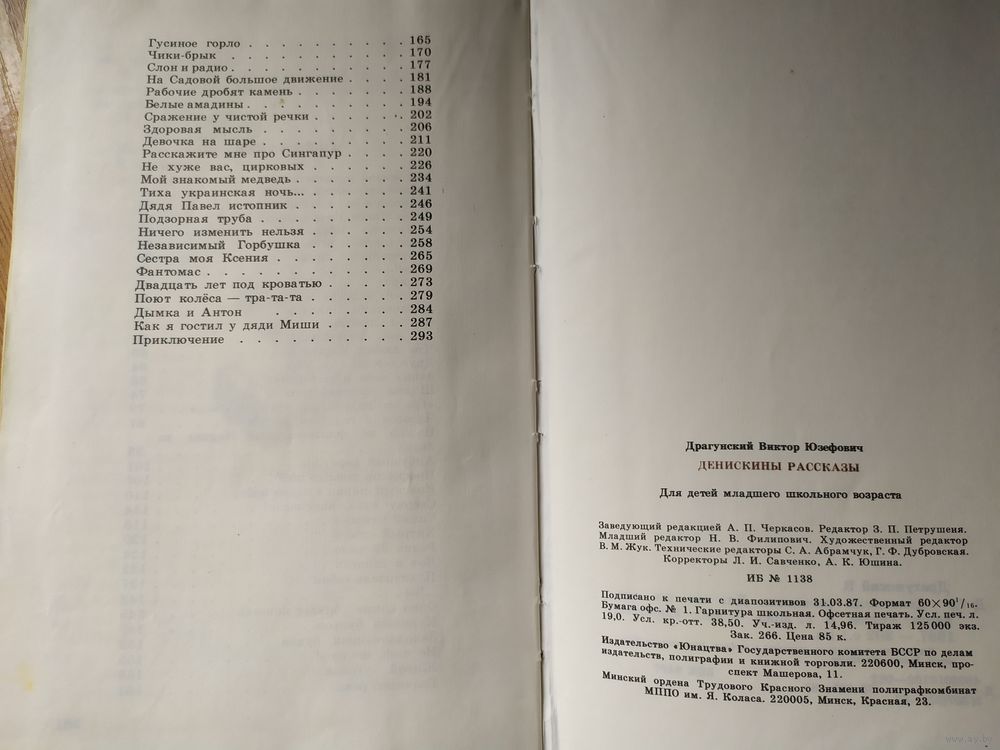 Гусиное горло . . . . . . . . . . 165
Чики-брык . . . . . . . . . . . 170
Слон и радио . . . . . . . . . . . 177
На Садовой большое движение . . . . 181
Рабочие дробят камень . . . . . . . 188
Белые амадины . . . . . . . . . . 194
Сражение у чистой речки . . . . . . 202
Здоровая мысль . . . . . . . . . 206
Девочка на шаре . . . . . . . . . 211
Расскажите мне про Сингапур . . . . 220
Не хуже вас, цирковых . . . . . . 226
Мой знакомый медведь . . . . . . . 234
Тиха украинская ночь... . . . . . . 241
Дядя Павел истопник . . . . . . . 246
Подзорная труба . . . . . . . . . 249
Ничего изменить нельзя . . . . . . 254
Независимый Горбушка . . . . . . 258
Сестра моя Ксения . . . . . . . . 265
Фантомас . . . . . . . . . . . . 269
Двадцать лет под кроватью . . . . . 273
Поют колёса — тра-та-та . . . . . . 279
Дымка и Антон . . . . . . . . 284
Как я гостил у дяди Миши . . . . . 287
Приключение . . . . . . . . . . 293
Драгунский Виктор Юзефович
ДЕНИСКИНЫ РАССКАЗЫ
Для детей младшего школьного возраста
Заведующий редакцией А. П. Черкасов. Редактор З. П. Петрушеня.
Младший редактор Н. В. Филипович. Художественный редактор
В. М. Жук. Технические редакторы С. А. Абрамчук, Г. Ф. Дубровская.
Корректоры Л. И. Савченко, А. К. Юшина.
ИБ № 1138
Подписано к печати с диапозитивов 31.03.87. Формат 60×90¹/₁₆.
Бумага офс. № 1. Гарнитура школьная. Офсетная печать. Усл. печ. л.
19,0. Усл. кр.-отт. 38,50. Уч.-изд. л. 14,96. Тираж 125 000 экз.
Зак. 266. Цена 85 к.
Издательство «Юнацтва» Государственного комитета БССР по делам
издательств, полиграфии и книжной торговли. 220600, Минск, про-
спект Машерова, 11.
Минский ордена Трудового Красного Знамени полиграфкомбинат
МППО им. Я. Коласа. 220005, Минск, Красная, 23.
www.ay.by